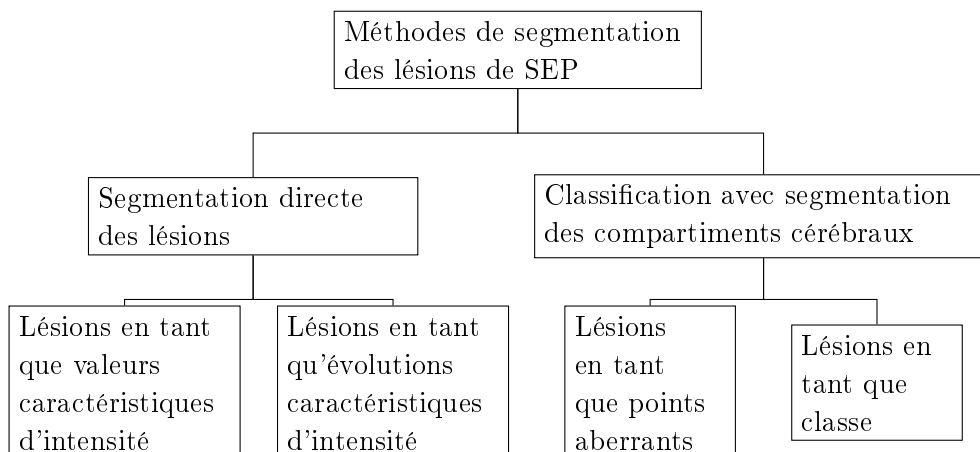 Méthodes de segmentation
des lésions de SEP
Segmentation directe
des lésions
Classification avec segmentation
des compartiments cérébraux
Lésions en tant
que valeurs
caractéristiques
d'intensité
Lésions en tant
qu'évolutions
caractéristiques
d'intensité
Lésions
en tant
que points
aberrants
Lésions en
tant que
classe